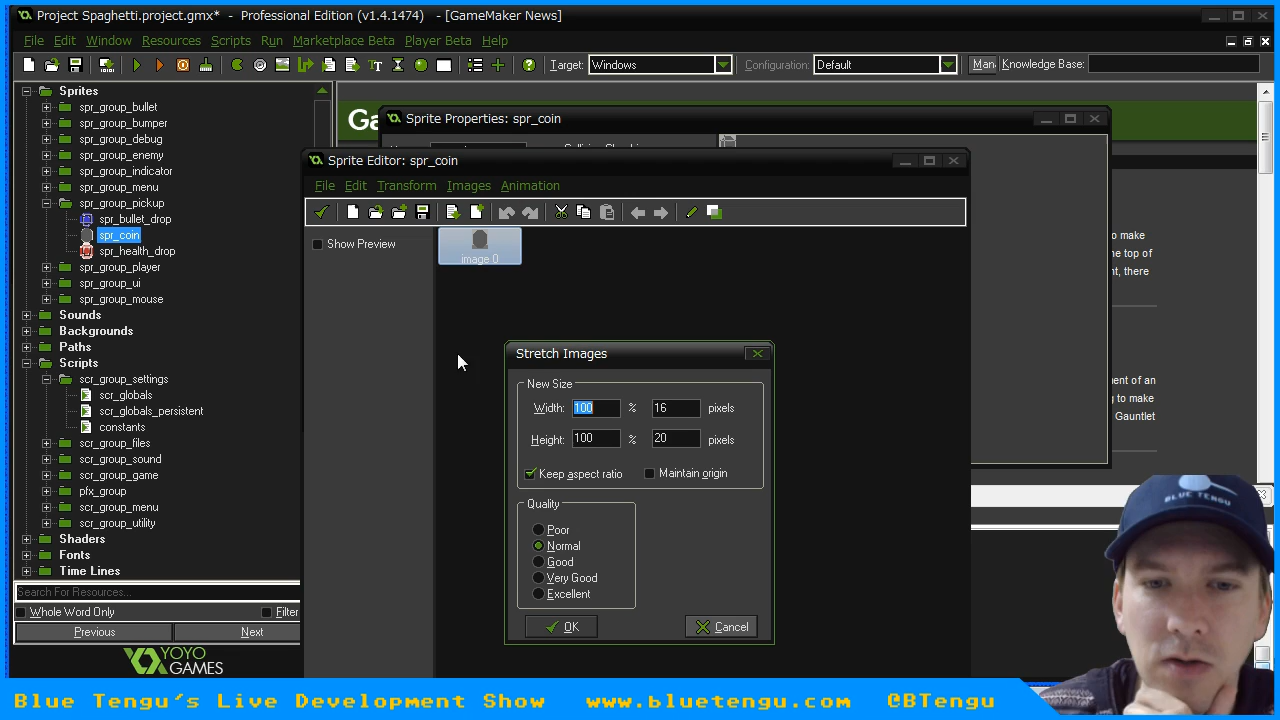 Project Spaghetti.project.gmx* - Professional Edition (v1.4.1474) - [GameMaker News]
File Edit Window Resources Scripts Run Marketplace Beta Player Beta Help
Target: Windows Configuration: Default Man Knowledge Base:
Sprites
spr_group_bullet
spr_group_bumper
spr_group_debug
spr_group_enemy
spr_group_indicator
spr_group_menu
spr_group_pickup
spr_bullet_drop
spr_coin
spr_health_drop
spr_group_player
spr_group_ui
spr_group_mouse
Sounds
Backgrounds
Paths
Scripts
scr_group_settings
scr_globals
scr_globals_persistent
constants
scr_group_files
scr_group_sound
scr_group_game
pfx_group
scr_group_menu
scr_group_utility
Shaders
Fonts
Time Lines
Search For Resources...
Whole Word Only Filter
Previous Next
YOYO
GAMES
Ga
Sprite Properties: spr_coin
Sprite Editor: spr_coin
File Edit Transform Images Animation
Show Preview
image 0
Stretch Images
New Size
Width: 100 % 16 pixels
Height: 100 % 20 pixels
Keep aspect ratio Maintain origin
Quality
Poor
Normal
Good
Very Good
Excellent
OK Cancel
to make
e top of
t, there
ent of an
g to make
Gauntlet
BLUE TENGU
Blue Tengu's Live Development Show www.bluetengu.com @BTengu